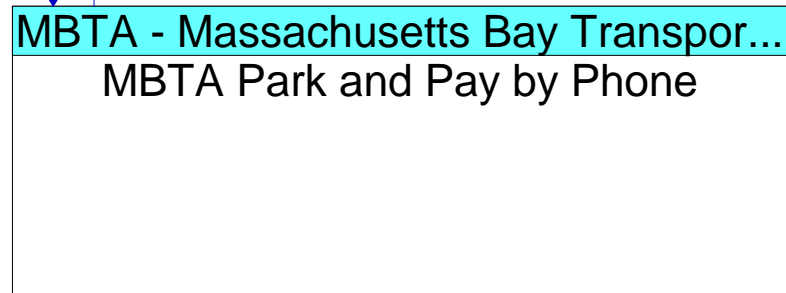 MBTA - Massachusetts Bay Transpor...
MBTA Park and Pay by Phone